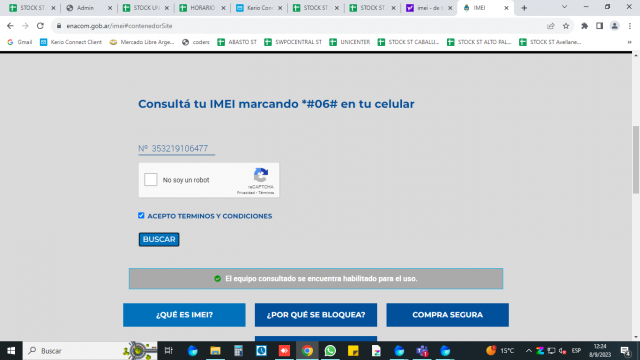 STOCK ST
Admin
STOCK UI
HORARIO
Kerio Con
STOCK ST
STOCK ST
imei - de
IMEI
enacom.gob.ar/imei#contenedorSite
Gmail
Kerio Connect Client
Mercado Libre Arge...
coders
ABASTO ST
SWPOCENTRAL ST
UNICENTER
STOCK ST CABALLI...
STOCK ST ALTO PAL...
STOCK ST Avellane...
Consultá tu IMEI marcando *#06# en tu celular
Nº 353219106477
No soy un robot
reCAPTCHA
Privacidad - Términos
ACEPTO TERMINOS Y CONDICIONES
BUSCAR
El equipo consultado se encuentra habilitado para el uso.
¿QUÉ ES IMEI?
¿POR QUÉ SE BLOQUEA?
COMPRA SEGURA
Buscar
15°C
ESP
12:24
8/9/2023